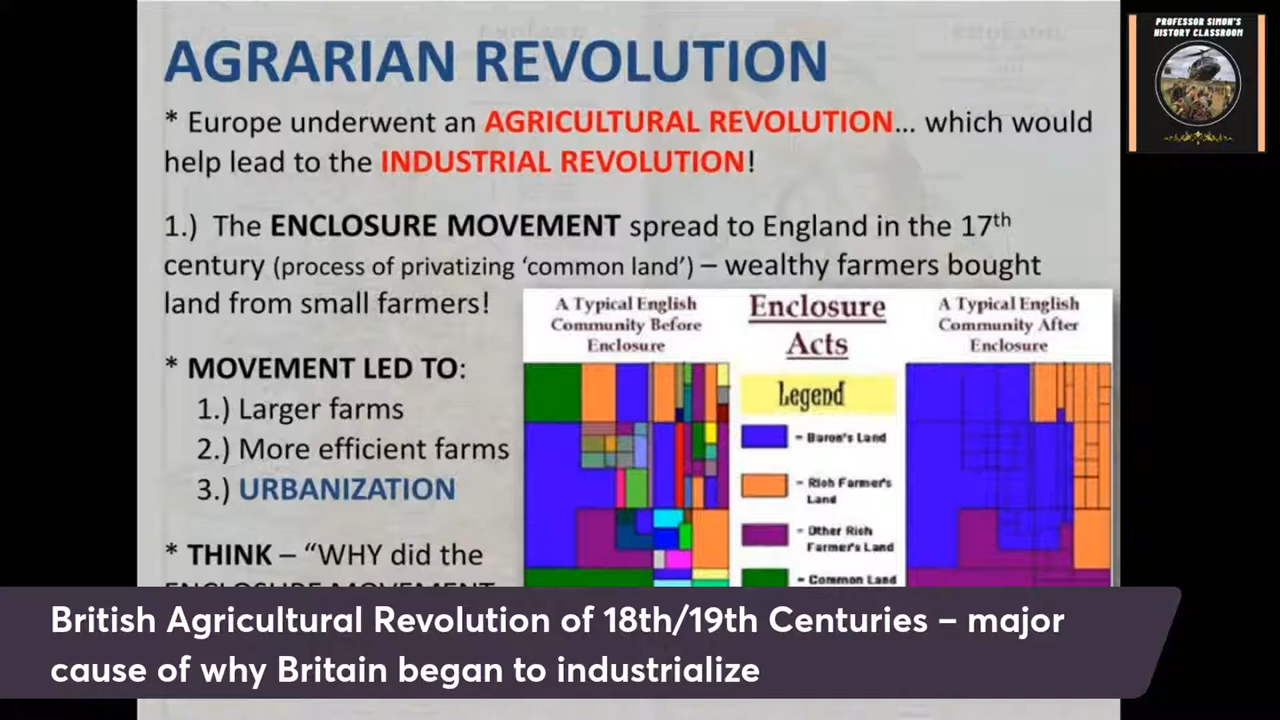 PROFESSOR SIMON'S
HISTORY CLASSROOM
AGRARIAN REVOLUTION
* Europe underwent an AGRICULTURAL REVOLUTION... which would
help lead to the INDUSTRIAL REVOLUTION!
1.) The ENCLOSURE MOVEMENT spread to England in the 17th
century (process of privatizing ‘common land’) – wealthy farmers bought
land from small farmers!
* MOVEMENT LED TO:
1.) Larger farms
2.) More efficient farms
3.) URBANIZATION
* THINK – “WHY did the
ENCLOSURE MOVEMENT
A Typical English
Community Before
Enclosure
Enclosure
Acts
Legend
= Baron's Land
= Rich Farmer's
Land
= Other Rich
Farmer's Land
= Common Land
A Typical English
Community After
Enclosure
British Agricultural Revolution of 18th/19th Centuries – major
cause of why Britain began to industrialize